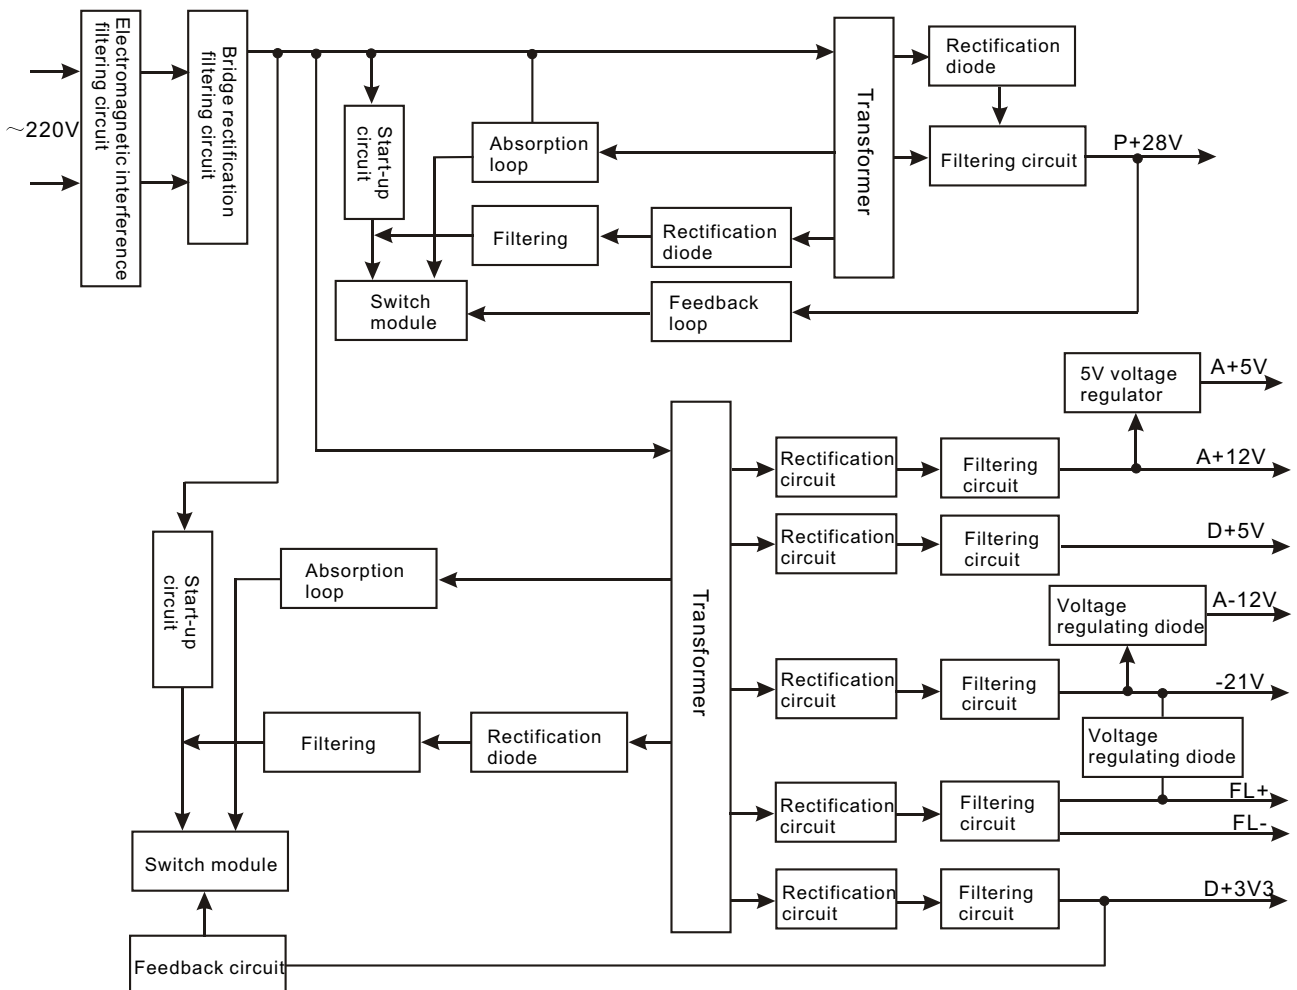 ~220V
Electromagnetic interference
filtering circuit
Bridge rectification
filtering circuit
Start-up
circuit
Absorption
loop
Filtering
Rectification
diode
Switch
module
Feedback
loop
Transformer
Rectification
diode
Filtering circuit
P+28V
5V voltage
regulator
A+5V
Rectification
circuit
Filtering
circuit
A+12V
Rectification
circuit
Filtering
circuit
D+5V
Start-up
circuit
Absorption
loop
Transformer
Voltage
regulating diode
A-12V
Rectification
circuit
Filtering
circuit
-21V
Filtering
Rectification
diode
Voltage
regulating diode
Rectification
circuit
Filtering
circuit
FL+
FL-
Switch module
Rectification
circuit
Filtering
circuit
D+3V3
Feedback circuit